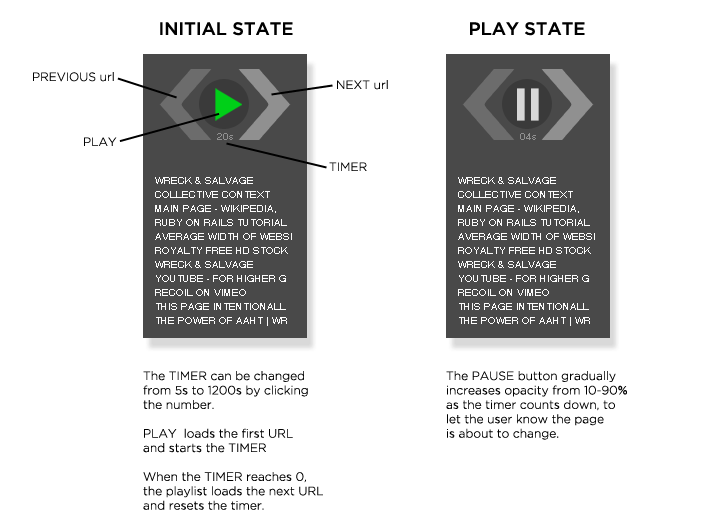 INITIAL STATE
PREVIOUS url
NEXT url
PLAY
20s
TIMER
WRECK & SALVAGE
COLLECTIVE CONTEXT
MAIN PAGE - WIKIPEDIA,
RUBY ON RAILS TUTORIAL
AVERAGE WIDTH OF WEBSI
ROYALTY FREE HD STOCK
WRECK & SALVAGE
YOUTUBE - FOR HIGHER G
RECOIL ON VIMEO
THIS PAGE INTENTIONALL
THE POWER OF AAHT | WR
The TIMER can be changed
from 5s to 1200s by clicking
the number.
PLAY loads the first URL
and starts the TIMER
When the TIMER reaches 0,
the playlist loads the next URL
and resets the timer.
PLAY STATE
04s
WRECK & SALVAGE
COLLECTIVE CONTEXT
MAIN PAGE - WIKIPEDIA,
RUBY ON RAILS TUTORIAL
AVERAGE WIDTH OF WEBSI
ROYALTY FREE HD STOCK
WRECK & SALVAGE
YOUTUBE - FOR HIGHER G
RECOIL ON VIMEO
THIS PAGE INTENTIONALL
THE POWER OF AAHT | WR
The PAUSE button gradually
increases opacity from 10-90%
as the timer counts down, to
let the user know the page
is about to change.